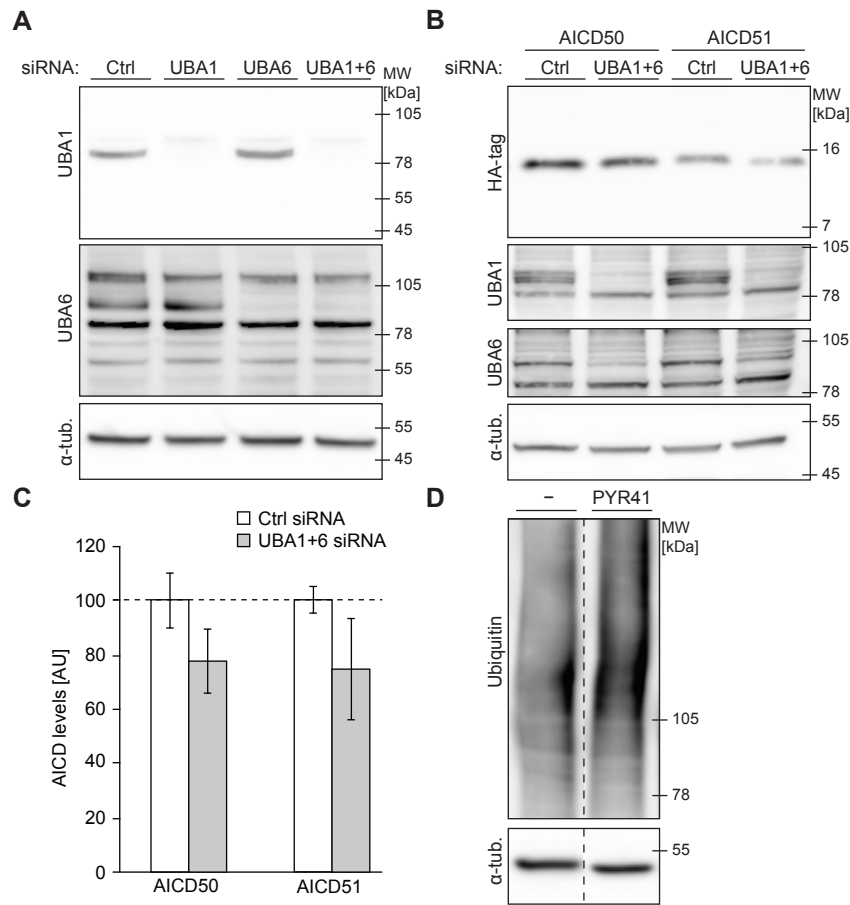 A
siRNA: Ctrl UBA1 UBA6 UBA1+6 MW
[kDa]
UBA1
105
78
55
45
UBA6
105
78
55
α-tub.
55
45
B
AICD50 AICD51
siRNA: Ctrl UBA1+6 Ctrl UBA1+6
MW
[kDa]
HA-tag
16
7
UBA1
105
78
UBA6
105
78
α-tub.
55
45
C
Ctrl siRNA
UBA1+6 siRNA
AICD levels [AU]
120
100
80
60
40
20
0
AICD50 AICD51
D
– PYR41
MW
[kDa]
Ubiquitin
105
78
α-tub.
55